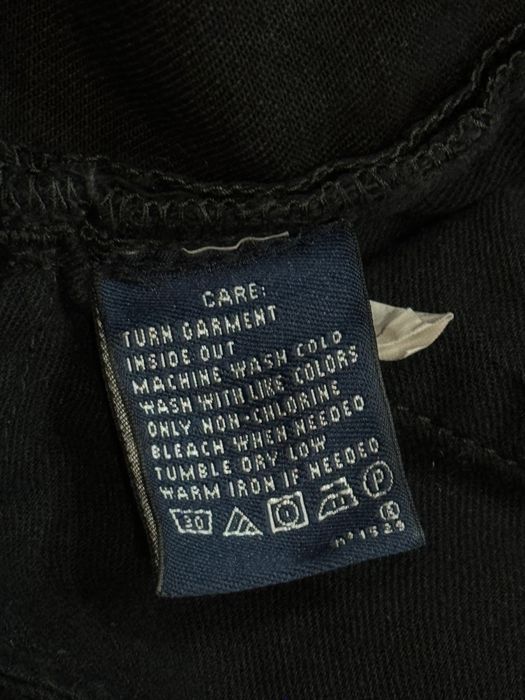 CARE:
TURN GARMENT
INSIDE OUT
MACHINE WASH COLD
WASH WITH LIKE COLORS
ONLY NON-CHLORINE
BLEACH WHEN NEEDED
TUMBLE DRY LOW
WARM IRON IF NEEDED
30 P
K
Nº1524